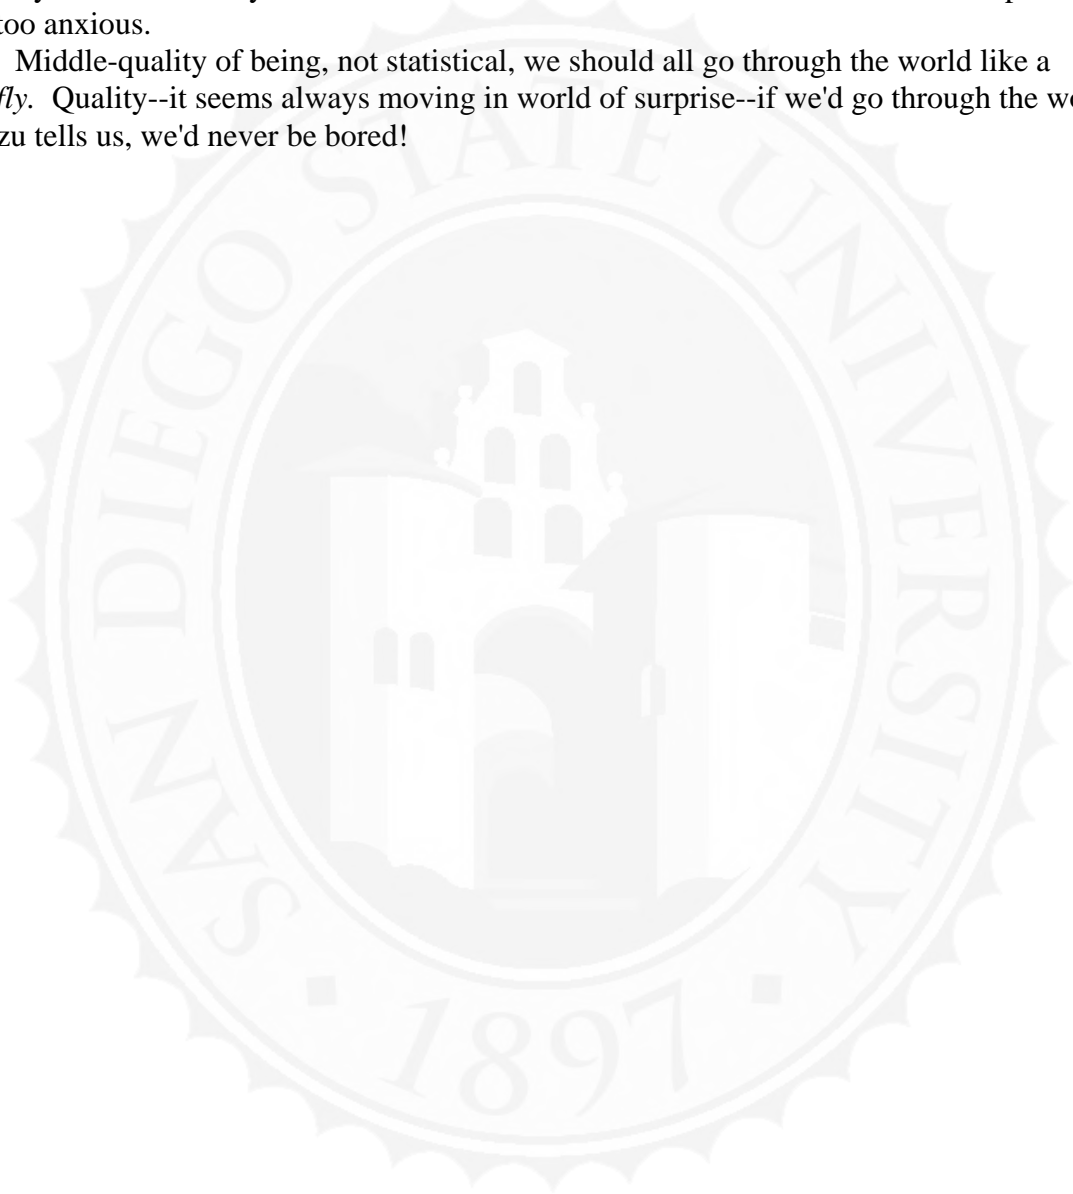 too anxious.
Middle-quality of being, not statistical, we should all go through the world like a
fly. Quality--it seems always moving in world of surprise--if we'd go through the
zu tells us, we'd never be bored!
SAN DIEGO STATE UNIVERSITY
1897